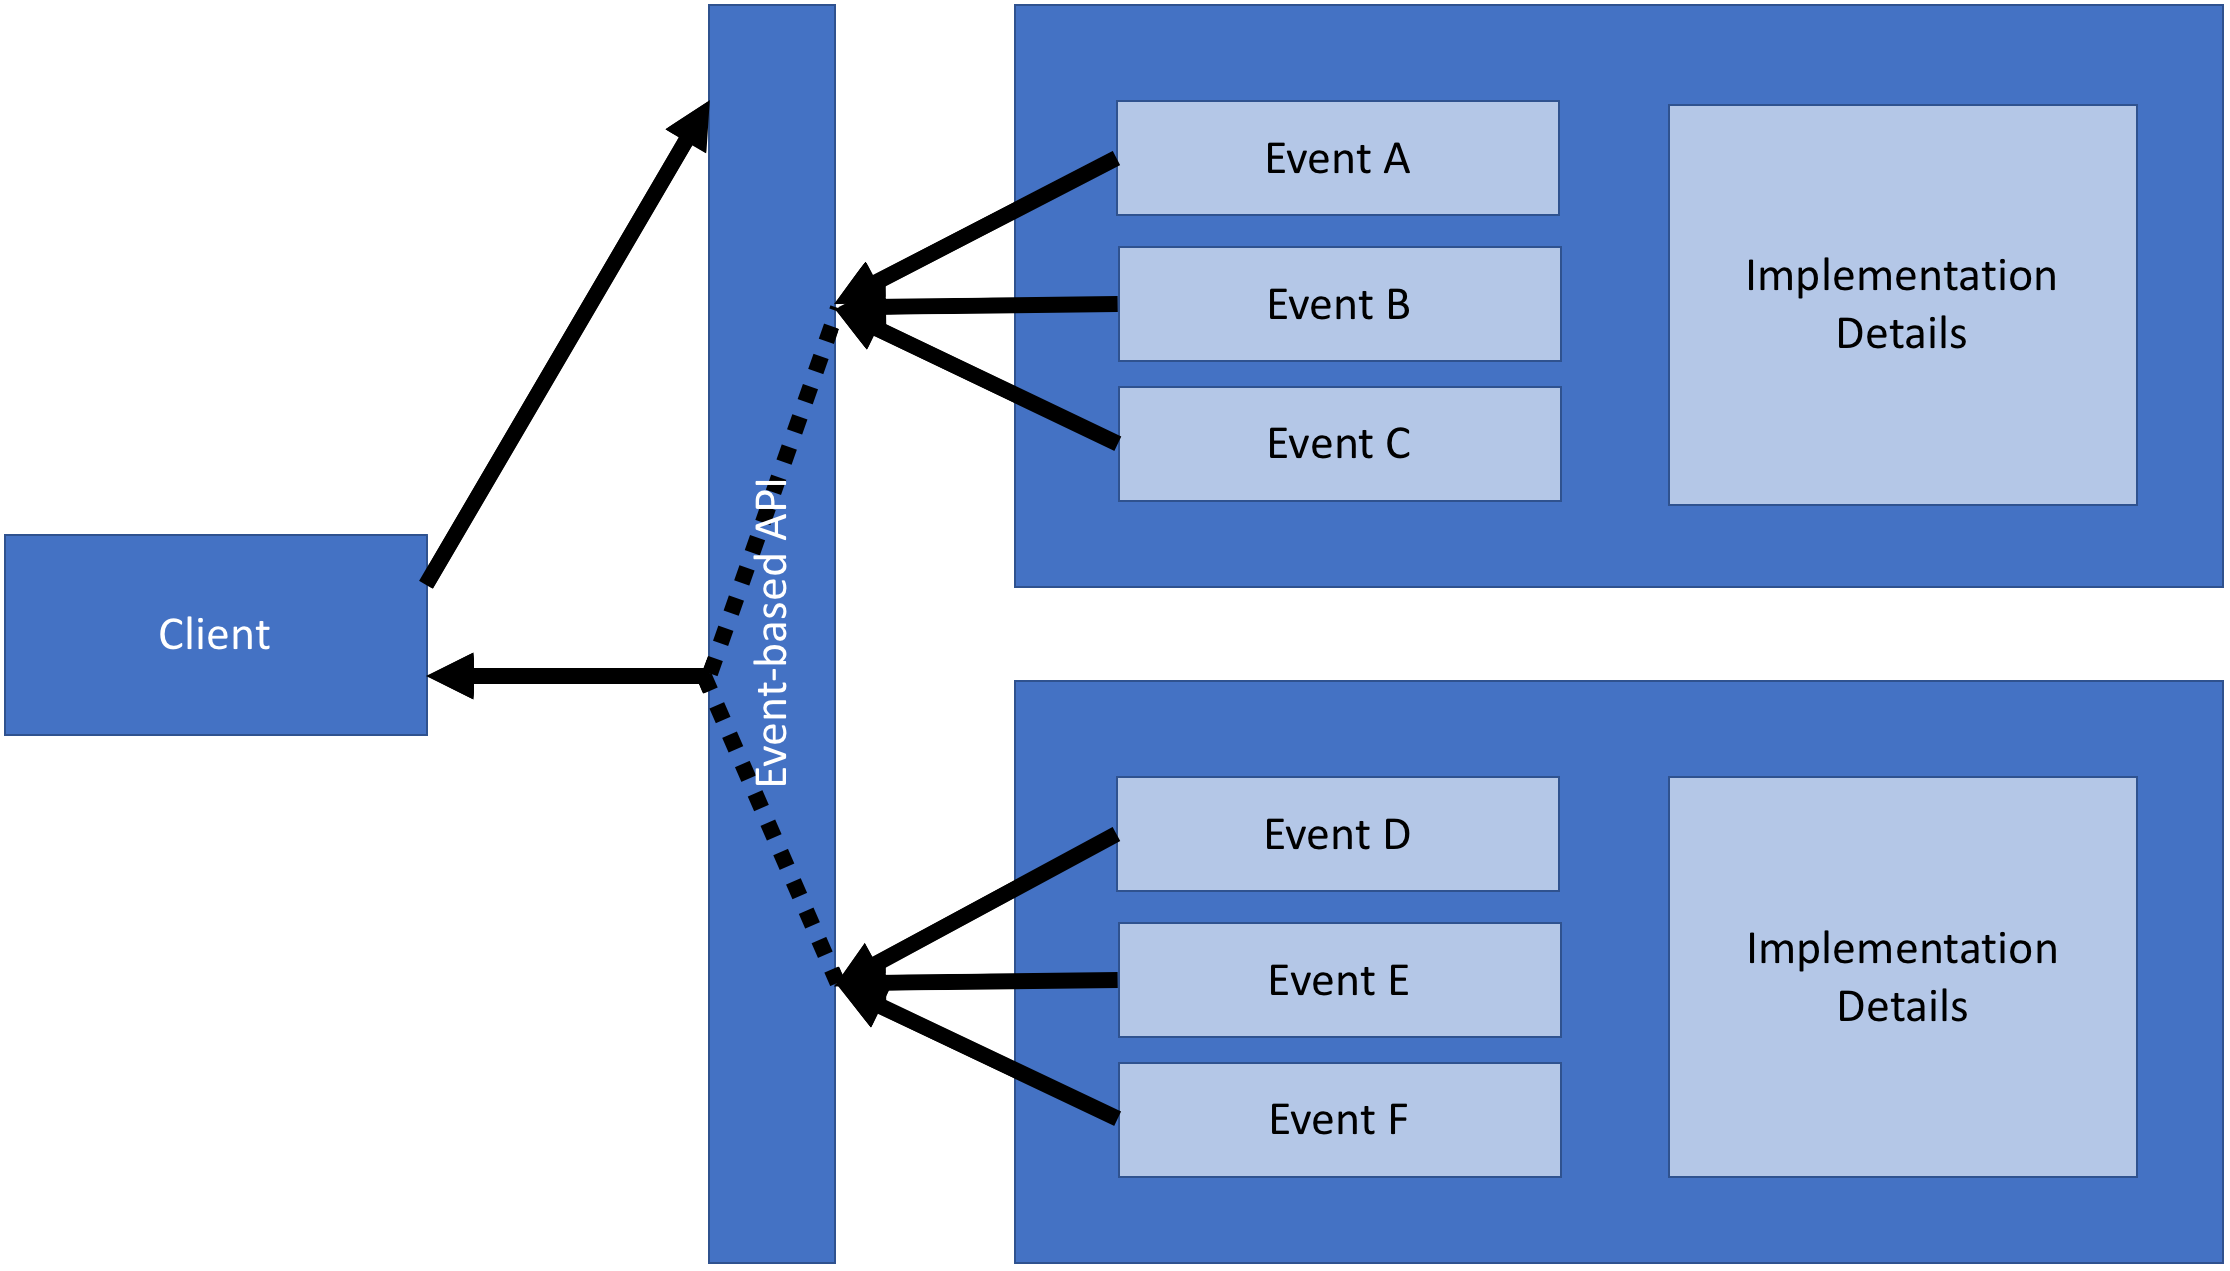 Client
Event-based API
Event A
Event B
Event C
Implementation
Details
Event D
Event E
Event F
Implementation
Details